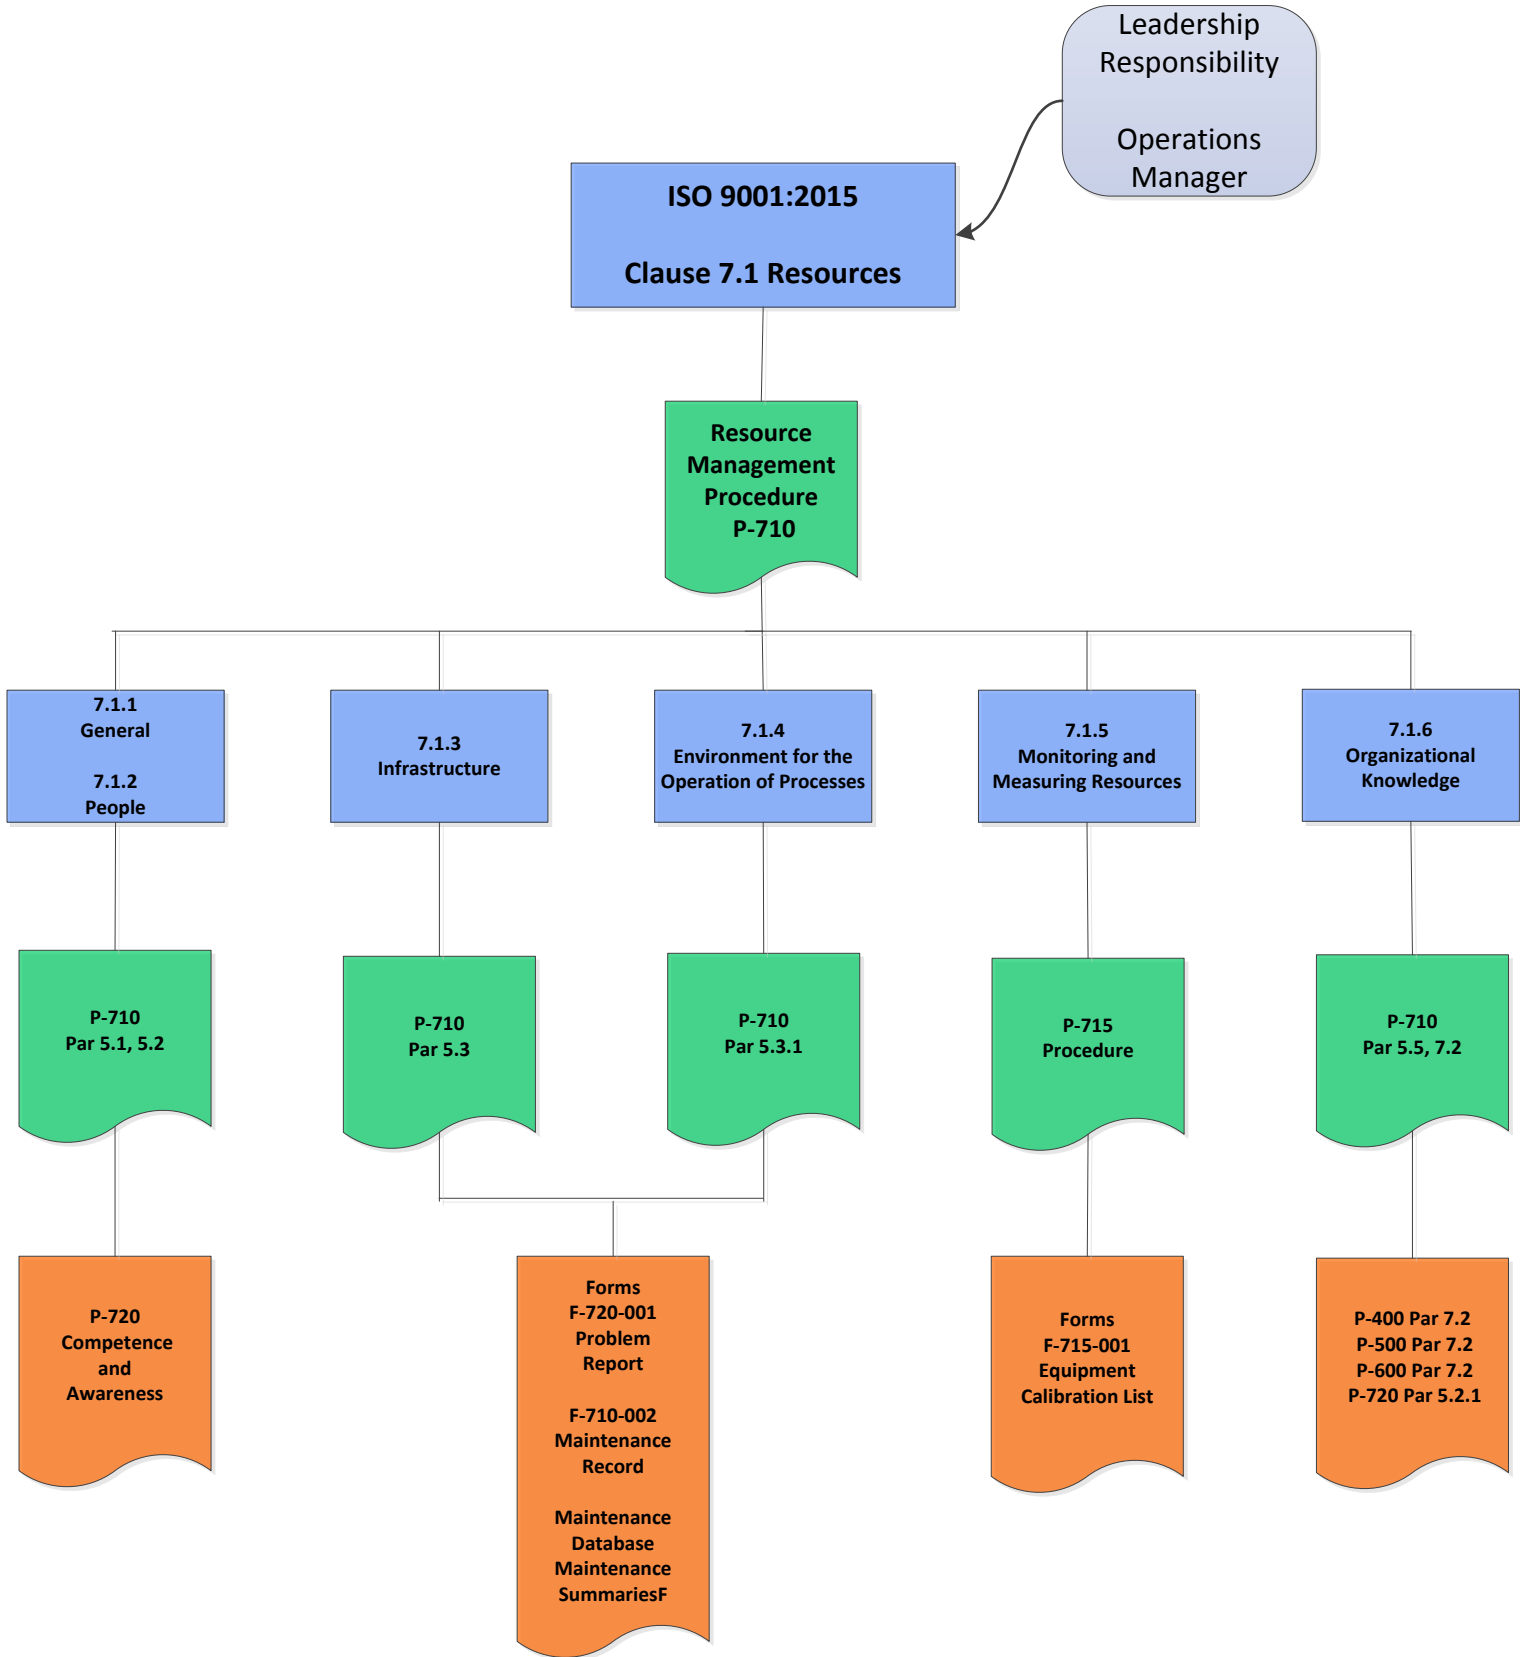 Leadership
Responsibility
Operations
Manager
ISO 9001:2015
Clause 7.1 Resources
Resource
Management
Procedure
P-710
7.1.1
General
7.1.2
People
7.1.3
Infrastructure
7.1.4
Environment for the
Operation of Processes
7.1.5
Monitoring and
Measuring Resources
7.1.6
Organizational
Knowledge
P-710
Par 5.1, 5.2
P-710
Par 5.3
P-710
Par 5.3.1
P-715
Procedure
P-710
Par 5.5, 7.2
P-720
Competence
and
Awareness
Forms
F-720-001
Problem
Report
F-710-002
Maintenance
Record
Maintenance
Database
Maintenance
SummariesF
Forms
F-715-001
Equipment
Calibration List
P-400 Par 7.2
P-500 Par 7.2
P-600 Par 7.2
P-720 Par 5.2.1